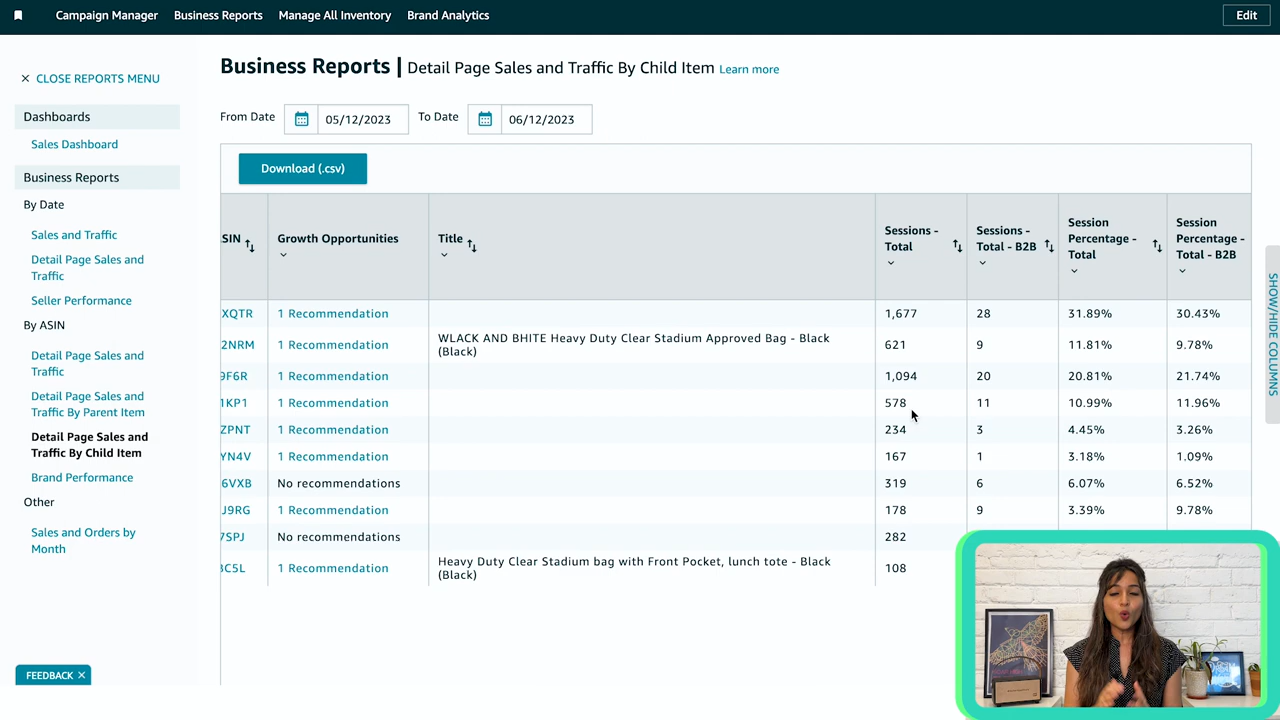 Campaign Manager Business Reports Manage All Inventory Brand Analytics Edit
× CLOSE REPORTS MENU
Dashboards
Sales Dashboard
Business Reports
By Date
Sales and Traffic
Detail Page Sales and
Traffic
Seller Performance
By ASIN
Detail Page Sales and
Traffic
Detail Page Sales and
Traffic By Parent Item
Detail Page Sales and
Traffic By Child Item
Brand Performance
Other
Sales and Orders by
Month
FEEDBACK ×
Business Reports | Detail Page Sales and Traffic By Child Item Learn more
From Date 05/12/2023 To Date 06/12/2023
Download (.csv)
SIN Growth Opportunities Title Sessions - Total Sessions - Total - B2B Session Percentage - Total Session Percentage - Total - B2B
XQTR 1 Recommendation 1,677 28 31.89% 30.43%
2NRM 1 Recommendation WLACK AND BHITE Heavy Duty Clear Stadium Approved Bag - Black
(Black) 621 9 11.81% 9.78%
9F6R 1 Recommendation 1,094 20 20.81% 21.74%
1KP1 1 Recommendation 578 11 10.99% 11.96%
ZPNT 1 Recommendation 234 3 4.45% 3.26%
YN4V 1 Recommendation 167 1 3.18% 1.09%
6VXB No recommendations 319 6 6.07% 6.52%
J9RG 1 Recommendation 178 9 3.39% 9.78%
7SPJ No recommendations 282
C5L 1 Recommendation Heavy Duty Clear Stadium bag with Front Pocket, lunch tote - Black
(Black) 108
SHOW/HIDE COLUMNS